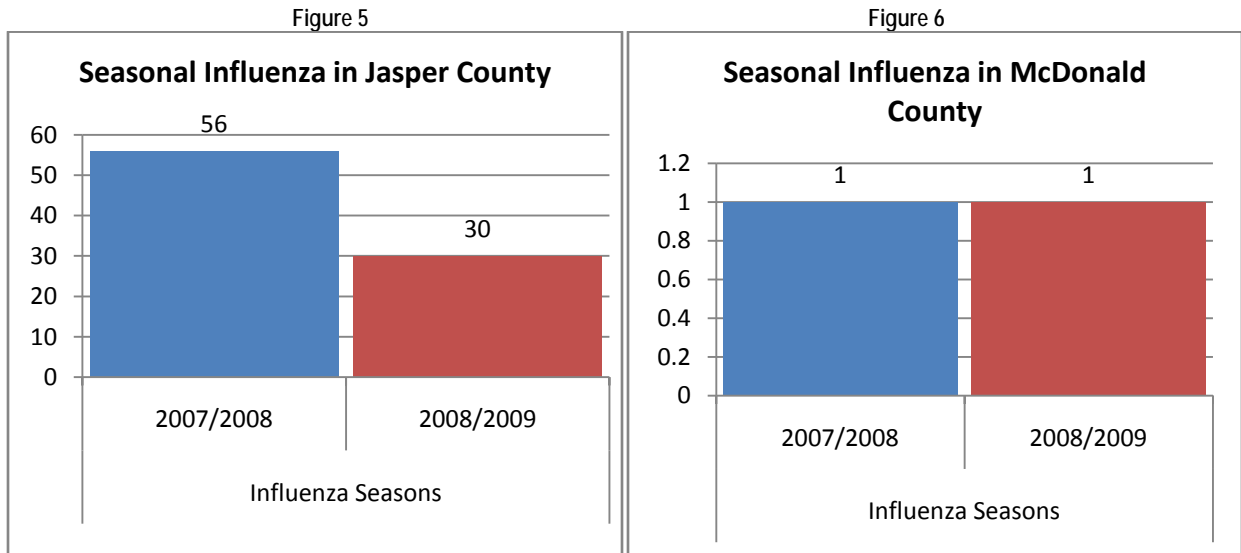 Figure 5
Seasonal Influenza in Jasper County
56
60
50
40
30
30
20
10
0
2007/2008 2008/2009
Influenza Seasons
Figure 6
Seasonal Influenza in McDonald
County
1.2
1 1
1
0.8
0.6
0.4
0.2
0
2007/2008 2008/2009
Influenza Seasons